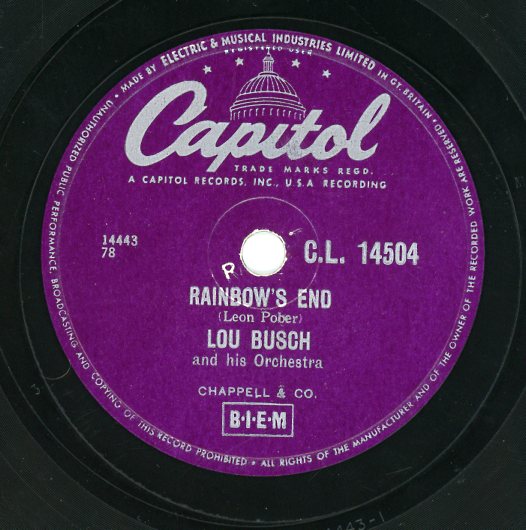 MADE BY ELECTRIC & MUSICAL INDUSTRIES LIMITED IN GT. BRITAIN •
REGISTERED USER
Capitol
TRADE MARKS REGD.
A CAPITOL RECORDS, INC., U.S.A RECORDING
14443
78
C.L. 14504
R
RAINBOW'S END
(Leon Pober)
LOU BUSCH
and his Orchestra
CHAPPELL & CO.
B·I·E·M
ALL RIGHTS OF THE MANUFACTURER AND OF THE OWNER OF THE RECORDED WORK ARE RESERVED •
UNAUTHORIZED PUBLIC PERFORMANCE, BROADCASTING AND COPYING OF THIS RECORD PROHIBITED •